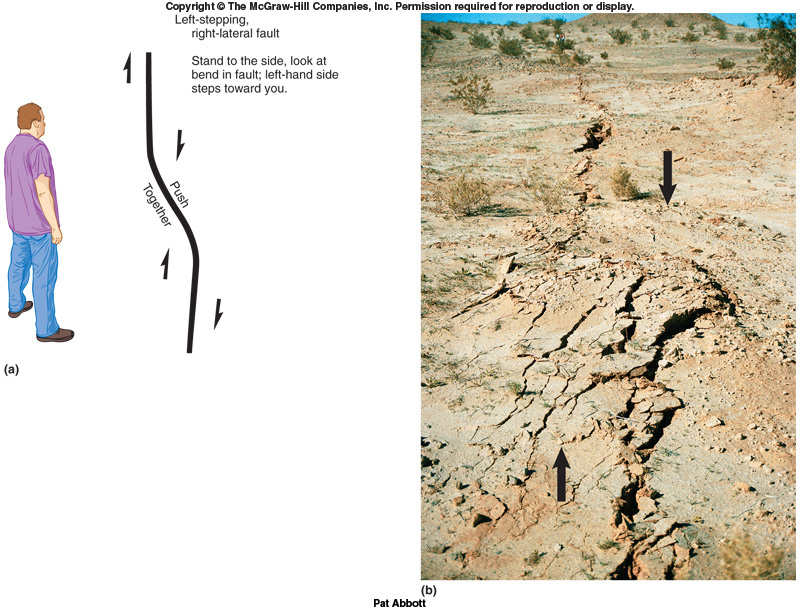 Copyright © The McGraw-Hill Companies, Inc. Permission required for reproduction or display.
Left-stepping,
right-lateral fault
Stand to the side, look at
bend in fault; left-hand side
steps toward you.
Push
Together
(a)
(b)
Pat Abbott